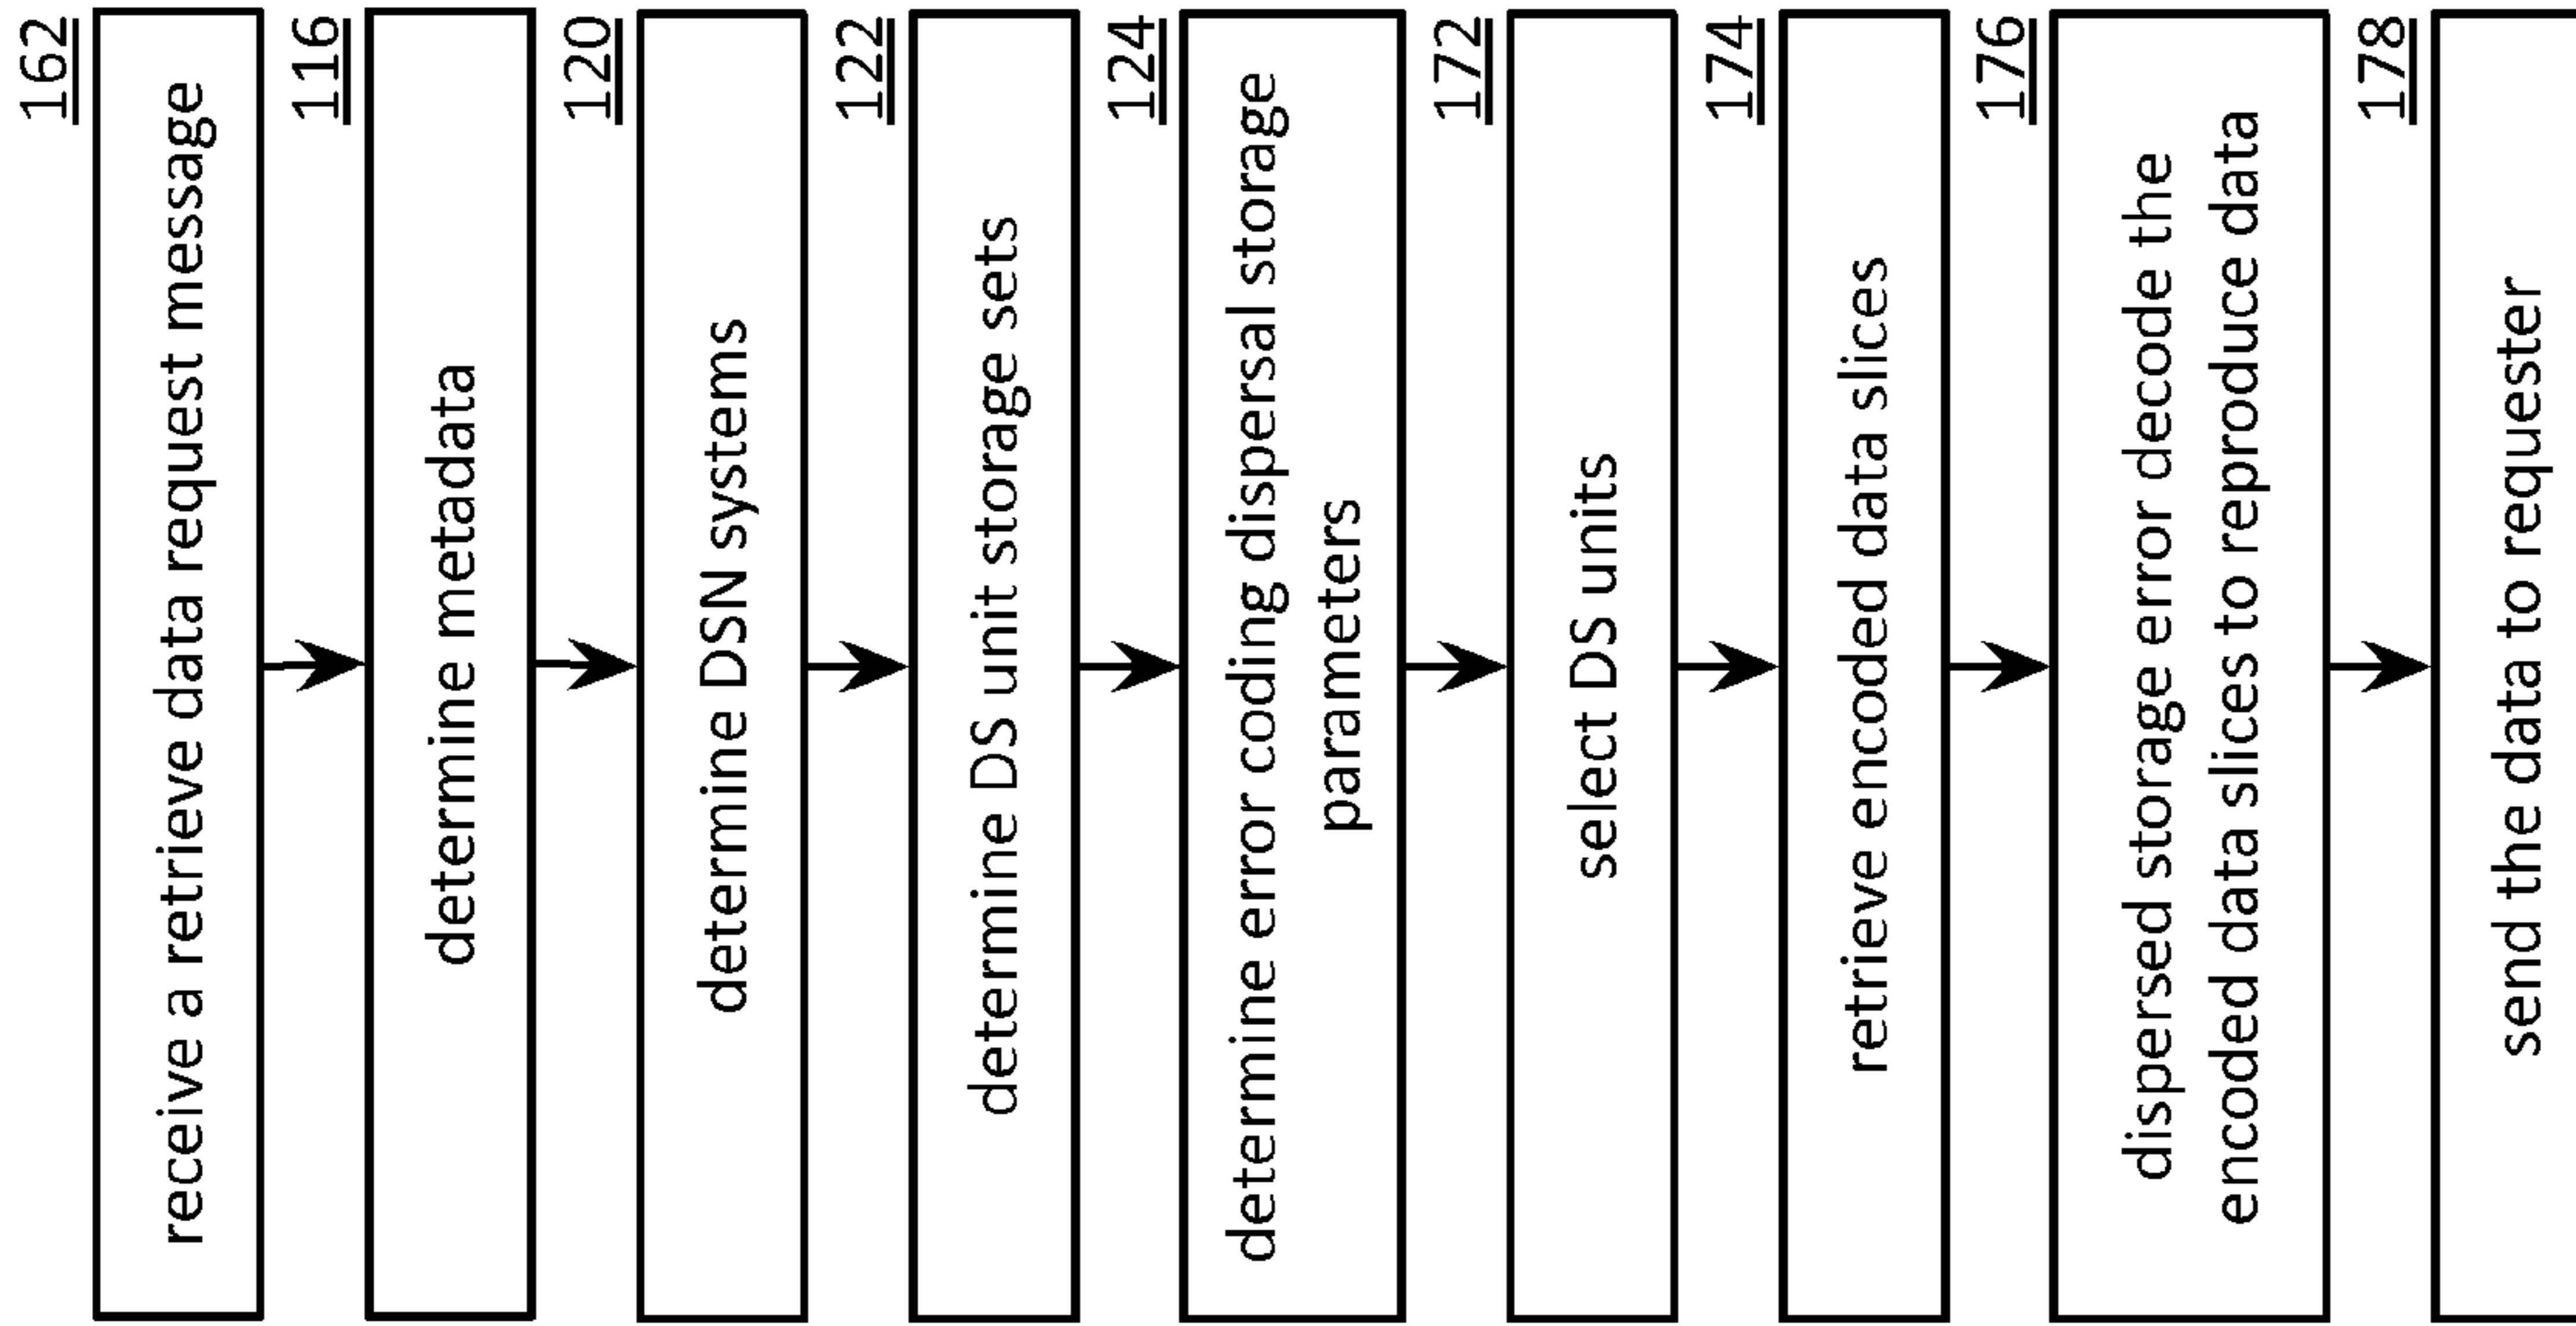 162
receive a retrieve data request message
116
determine metadata
120
determine DSN systems
122
determine DS unit storage sets
124
determine error coding dispersal storage
parameters
172
select DS units
174
retrieve encoded data slices
176
dispersed storage error decode the
encoded data slices to reproduce data
178
send the data to requester